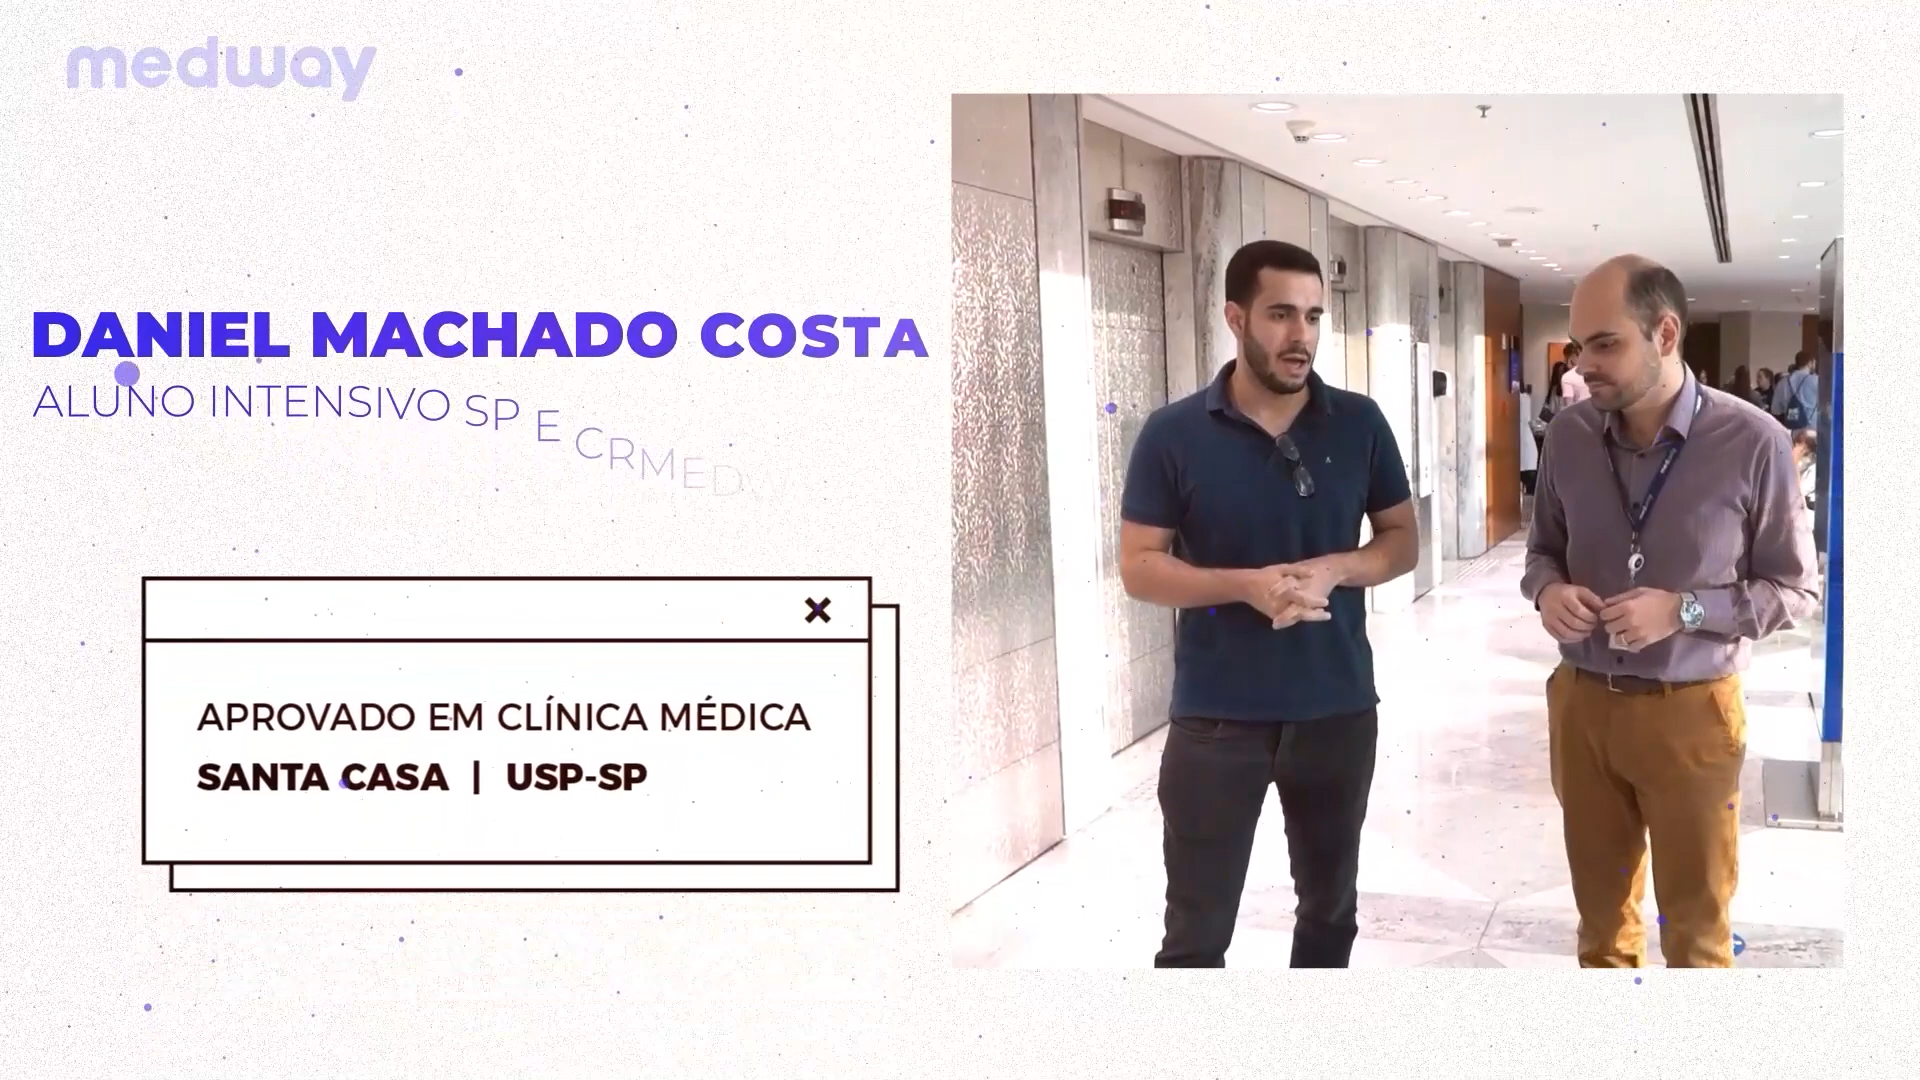 medway
DANIEL MACHADO COSTA
ALUNO INTENSIVO SP E CRMED
APROVADO EM CLÍNICA MÉDICA
SANTA CASA | USP-SP